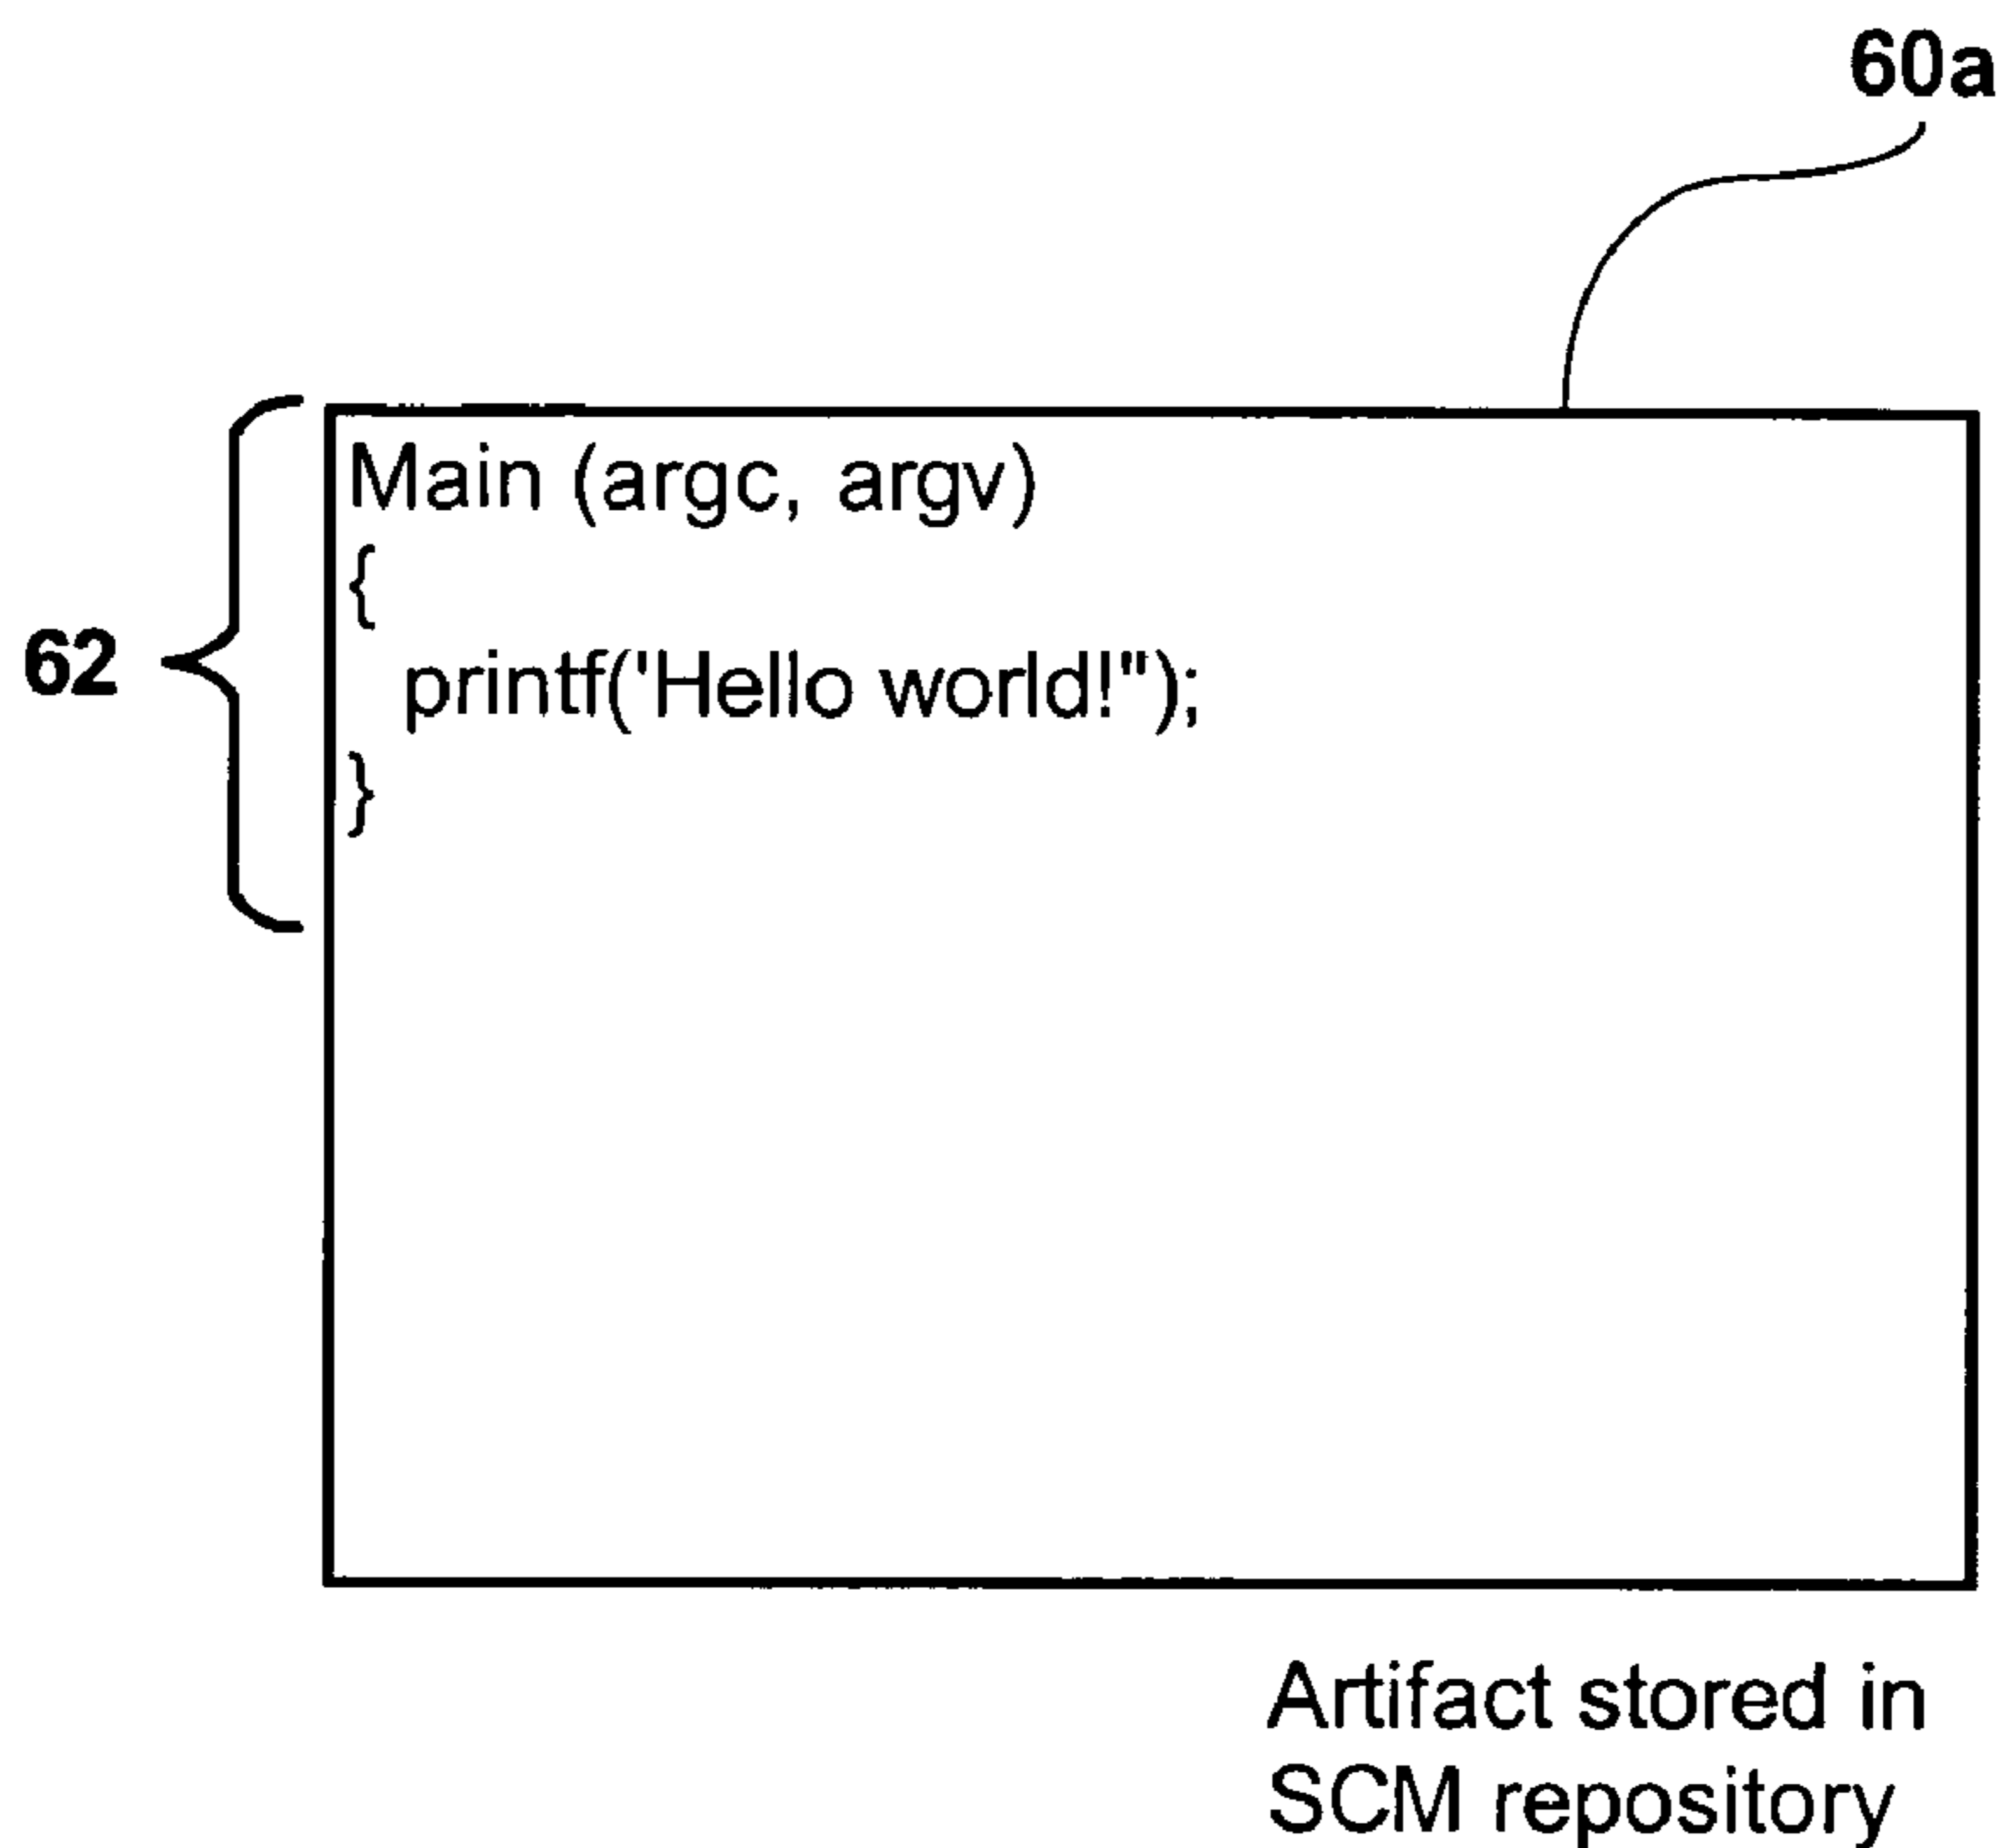 60a
Main (argc, argv)
{
62
printf('Hello world!");
}
Artifact stored in
SCM repository